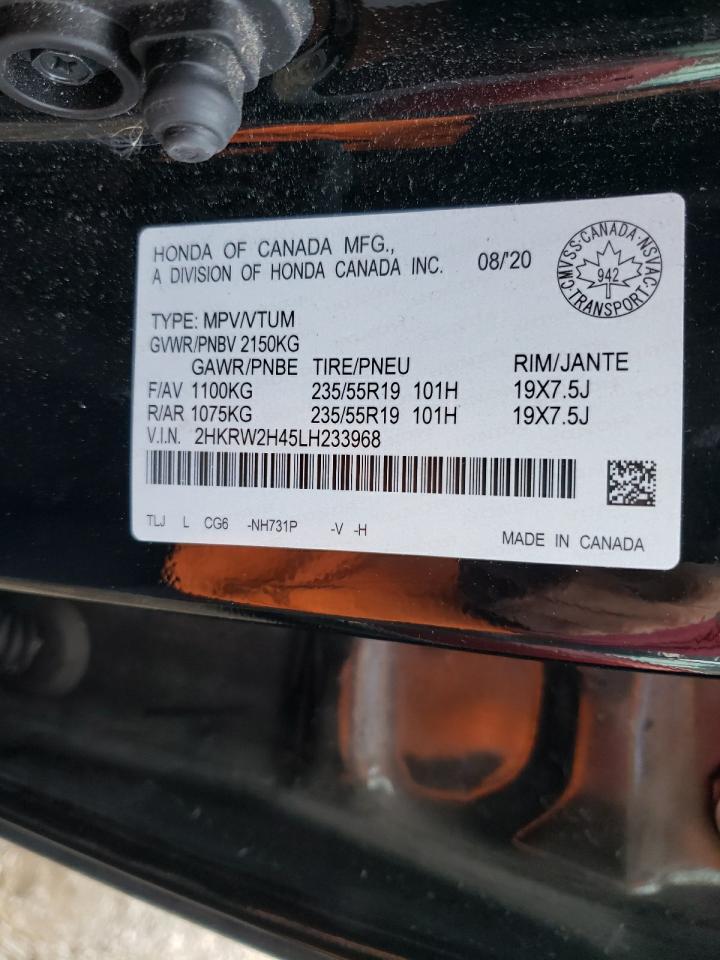 HONDA OF CANADA MFG.,
A DIVISION OF HONDA CANADA INC. 08/'20
CMVSS·CANADA·NSVAC·TRANSPORT·
942
TYPE: MPV/VTUM
GVWR/PNBV 2150KG
GAWR/PNBE TIRE/PNEU RIM/JANTE
F/AV 1100KG 235/55R19 101H 19X7.5J
R/AR 1075KG 235/55R19 101H 19X7.5J
V.I.N. 2HKRW2H45LH233968
TLJ L CG6 -NH731P -V -H
MADE IN CANADA